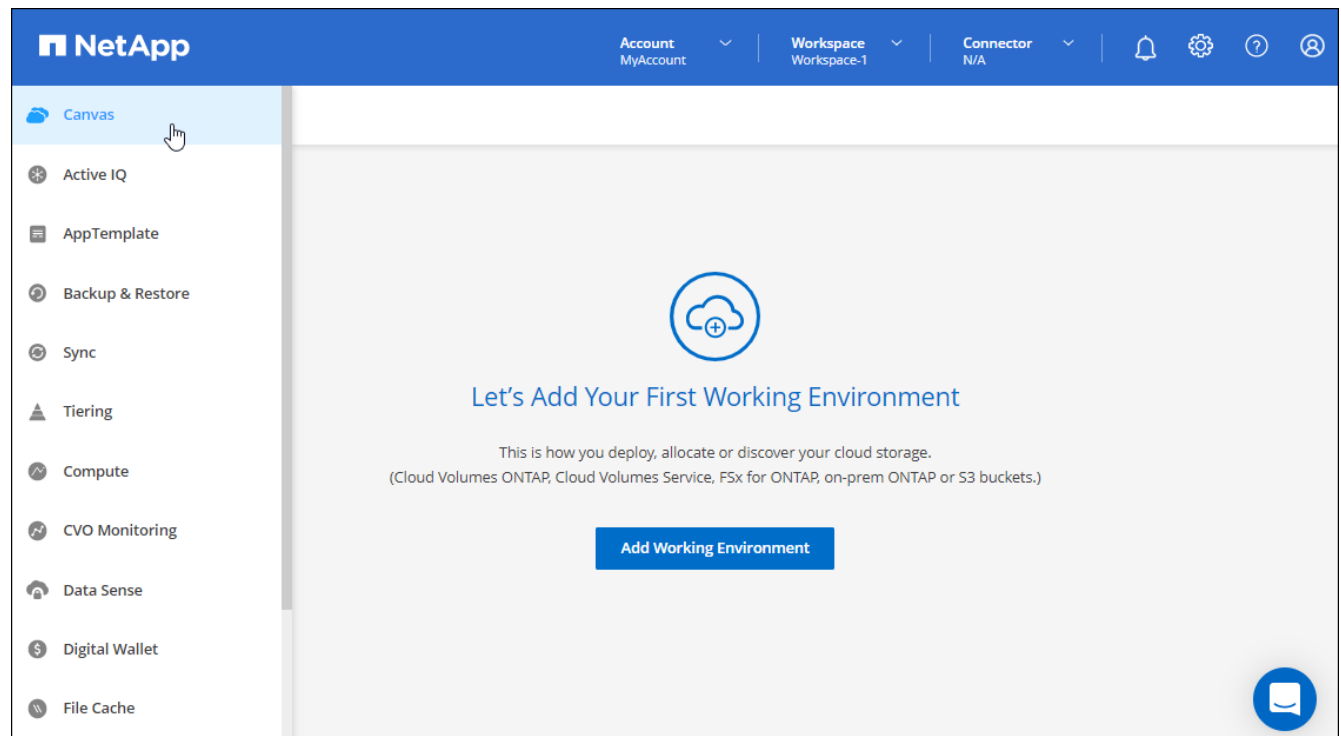 NetApp
Account
MyAccount
Workspace
Workspace-1
Connector
N/A
Canvas
Active IQ
AppTemplate
Backup & Restore
Sync
Tiering
Compute
CVO Monitoring
Data Sense
Digital Wallet
File Cache
Let's Add Your First Working Environment
This is how you deploy, allocate or discover your cloud storage.
(Cloud Volumes ONTAP, Cloud Volumes Service, FSx for ONTAP, on-prem ONTAP or S3 buckets.)
Add Working Environment